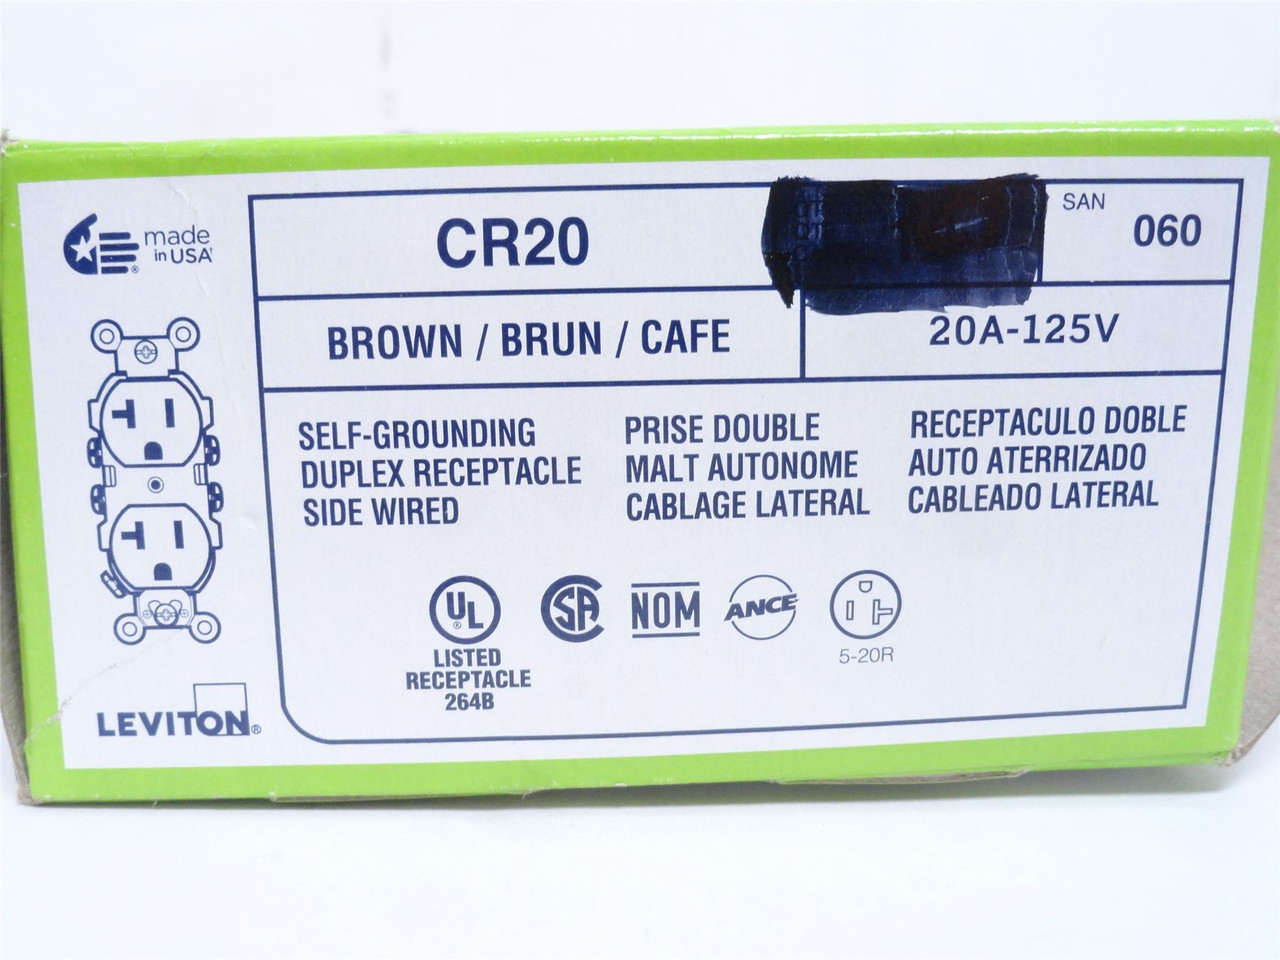 made
in USA
CR20
SAN
060
BROWN / BRUN / CAFE
20A-125V
SELF-GROUNDING
DUPLEX RECEPTACLE
SIDE WIRED
PRISE DOUBLE
MALT AUTONOME
CABLAGE LATERAL
RECEPTACULO DOBLE
AUTO ATERRIZADO
CABLEADO LATERAL
UL
®
LISTED
RECEPTACLE
264B
SA
NOM
ANCE
5-20R
LEVITON®